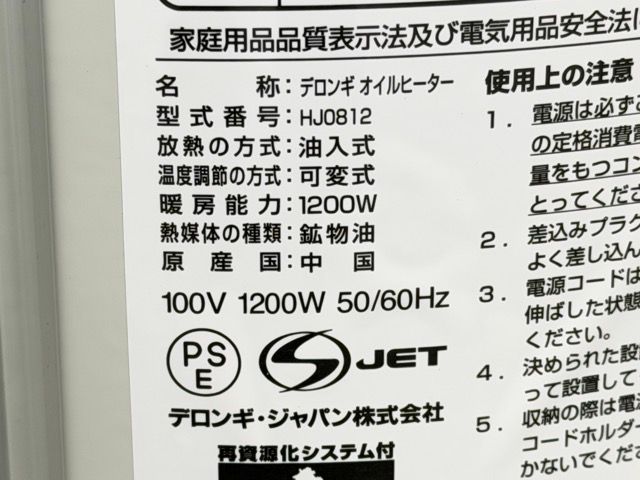 家庭用品品質表示法及び電気用品安全法に
名 称:デロンギ オイルヒーター
型式番号:HJ0812
放熱の方式:油入式
温度調節の方式:可変式
暖房能力:1200W
熱媒体の種類:鉱物油
原産国:中 国
100V 1200W 50/60Hz
PS
E
S JET
デロンギ・ジャパン株式会社
再資源化システム付
使用上の注意
1. 電源は必ず
の定格消費電
量をもつコン
とってくださ
2. 差込みプラグ
よく差し込ん
3. 電源コードは
伸ばした状態
ください。
4. 決められた設
って設置して
5. 収納の際は電
コードホルダー
かないでくださ